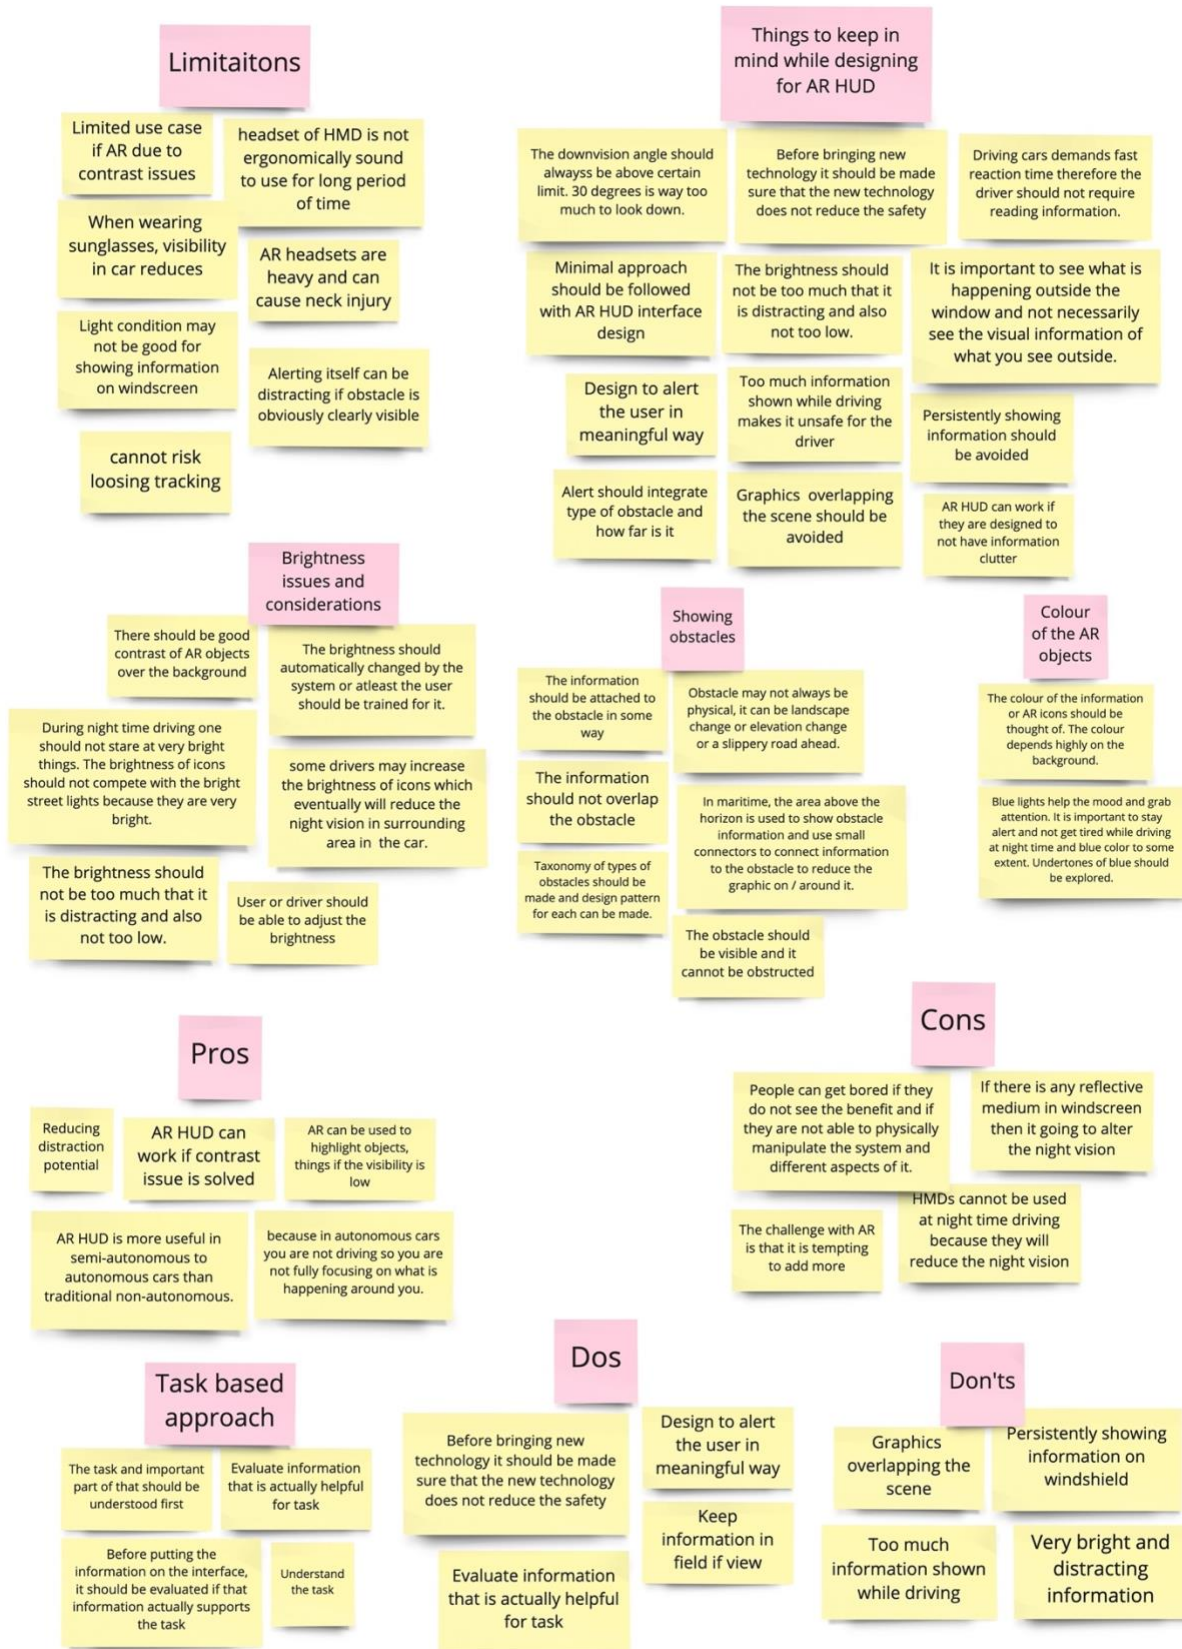 Limitaitons
Limited use case
if AR due to
contrast issues
headset of HMD is not
ergonomically sound
to use for long period
of time
When wearing
sunglasses, visibility
in car reduces
AR headsets are
heavy and can
cause neck injury
Light condition may
not be good for
showing information
on windscreen
Alerting itself can be
distracting if obstacle is
obviously clearly visible
cannot risk
loosing tracking
Things to keep in
mind while designing
for AR HUD
The downvision angle should
alwayss be above certain
limit. 30 degrees is way too
much to look down.
Before bringing new
technology it should be made
sure that the new technology
does not reduce the safety
Driving cars demands fast
reaction time therefore the
driver should not require
reading information.
Minimal approach
should be followed
with AR HUD interface
design
The brightness should
not be too much that it
is distracting and also
not too low.
It is important to see what is
happening outside the
window and not necessarily
see the visual information of
what you see outside.
Design to alert
the user in
meaningful way
Too much information
shown while driving
makes it unsafe for the
driver
Persistently showing
information should
be avoided
Alert should integrate
type of obstacle and
how far is it
Graphics overlapping
the scene should be
avoided
AR HUD can work if
they are designed to
not have information
clutter
Brightness
issues and
considerations
There should be good
contrast of AR objects
over the background
The brightness should
automatically changed by the
system or atleast the user
should be trained for it.
During night time driving one
should not stare at very bright
things. The brightness of icons
should not compete with the bright
street lights because they are very
bright.
some drivers may increase
the brightness of icons which
eventually will reduce the
night vision in surrounding
area in the car.
The brightness should
not be too much that it
is distracting and also
not too low.
User or driver should
be able to adjust the
brightness
Showing
obstacles
The information
should be attached to
the obstacle in some
way
Obstacle may not always be
physical, it can be landscape
change or elevation change
or a slippery road ahead.
The information
should not overlap
the obstacle
In maritime, the area above the
horizon is used to show obstacle
information and use small
connectors to connect information
to the obstacle to reduce the
graphic on / around it.
Taxonomy of types of
obstacles should be
made and design pattern
for each can be made.
The obstacle should
be visible and it
cannot be obstructed
Colour
of the AR
objects
The colour of the information
or AR icons should be
thought of. The colour
depends highly on the
background.
Blue lights help the mood and grab
attention. It is important to stay
alert and not get tired while driving
at night time and blue color to some
extent. Undertones of blue should
be explored.
Pros
Reducing
distraction
potential
AR HUD can
work if contrast
issue is solved
AR can be used to
highlight objects,
things if the visibility is
low
AR HUD is more useful in
semi-autonomous to
autonomous cars than
traditional non-autonomous.
because in autonomous cars
you are not driving so you are
not fully focusing on what is
happening around you.
Cons
People can get bored if they
do not see the benefit and if
they are not able to physically
manipulate the system and
different aspects of it.
If there is any reflective
medium in windscreen
then it going to alter
the night vision
The challenge with AR
is that it is tempting
to add more
HMDs cannot be used
at night time driving
because they will
reduce the night vision
Task based
approach
The task and important
part of that should be
understood first
Evaluate information
that is actually helpful
for task
Before putting the
information on the interface,
it should be evaluated if that
information actually supports
the task
Understand
the task
Dos
Before bringing new
technology it should be made
sure that the new technology
does not reduce the safety
Design to alert
the user in
meaningful way
Keep
information in
field if view
Evaluate information
that is actually helpful
for task
Don'ts
Graphics
overlapping the
scene
Persistently showing
information on
windshield
Too much
information shown
while driving
Very bright and
distracting
information